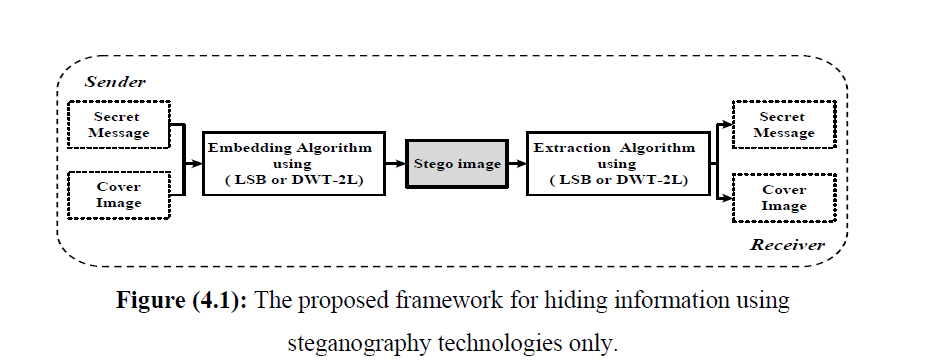 Sender
Secret
Message
Cover
Image
Embedding Algorithm
using
( LSB or DWT-2L)
Stego image
Extraction Algorithm
using
( LSB or DWT-2L)
Secret
Message
Cover
Image
Receiver
Figure (4.1): The proposed framework for hiding information using
steganography technologies only.